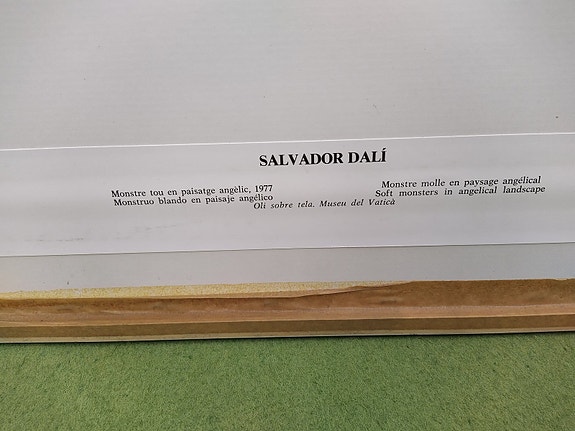 SALVADOR DALÍ
Monstre tou en paisatge angèlic, 1977
Monstruo blando en paisaje angélico
Monstre molle en paysage angélical
Soft monsters in angelical landscape
Oli sobre tela. Museu del Vaticà